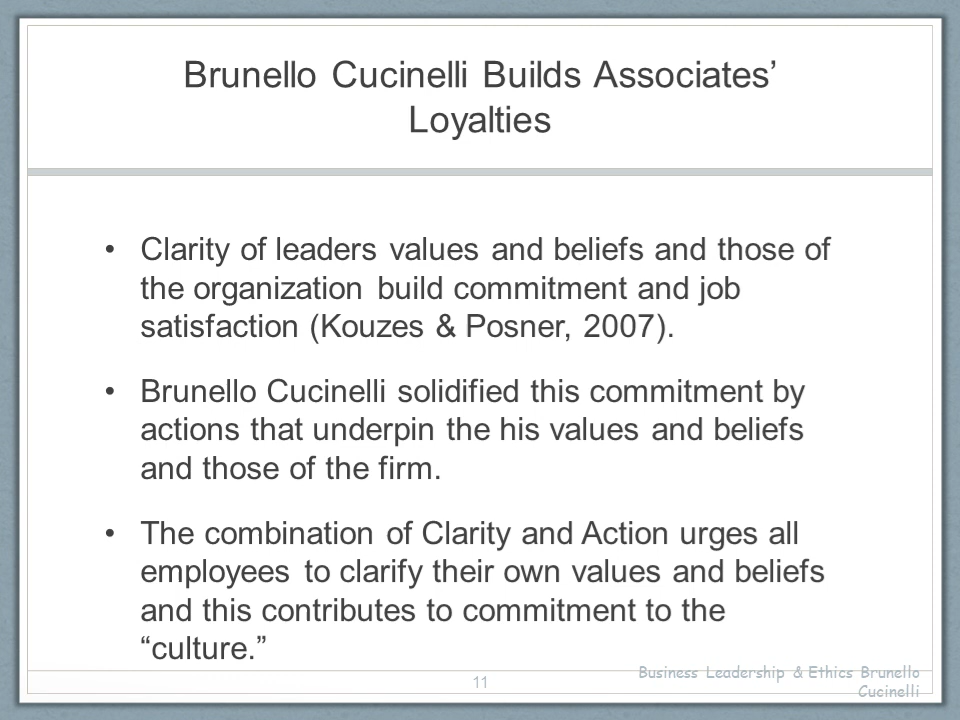 Brunello Cucinelli Builds Associates’
Loyalties
• Clarity of leaders values and beliefs and those of
the organization build commitment and job
satisfaction (Kouzes & Posner, 2007).
• Brunello Cucinelli solidified this commitment by
actions that underpin the his values and beliefs
and those of the firm.
• The combination of Clarity and Action urges all
employees to clarify their own values and beliefs
and this contributes to commitment to the
“culture.”
11
Business Leadership & Ethics Brunello
Cucinelli